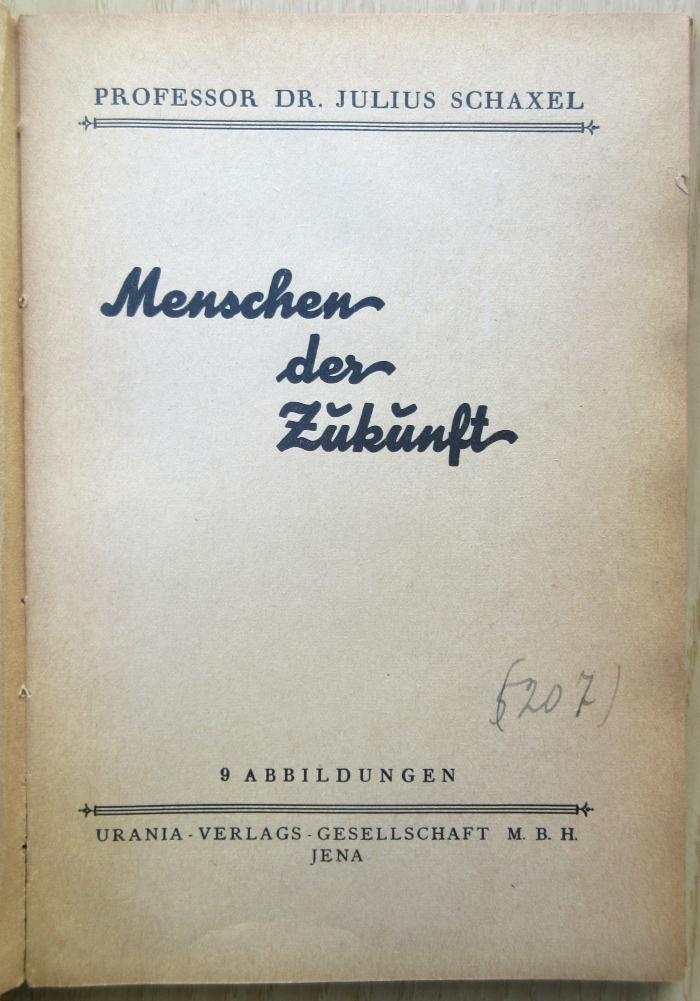 PROFESSOR DR. JULIUS SCHAXEL
Menschen
der
Zukunft
(207)
9 ABBILDUNGEN
URANIA-VERLAGS-GESELLSCHAFT M. B. H.
JENA